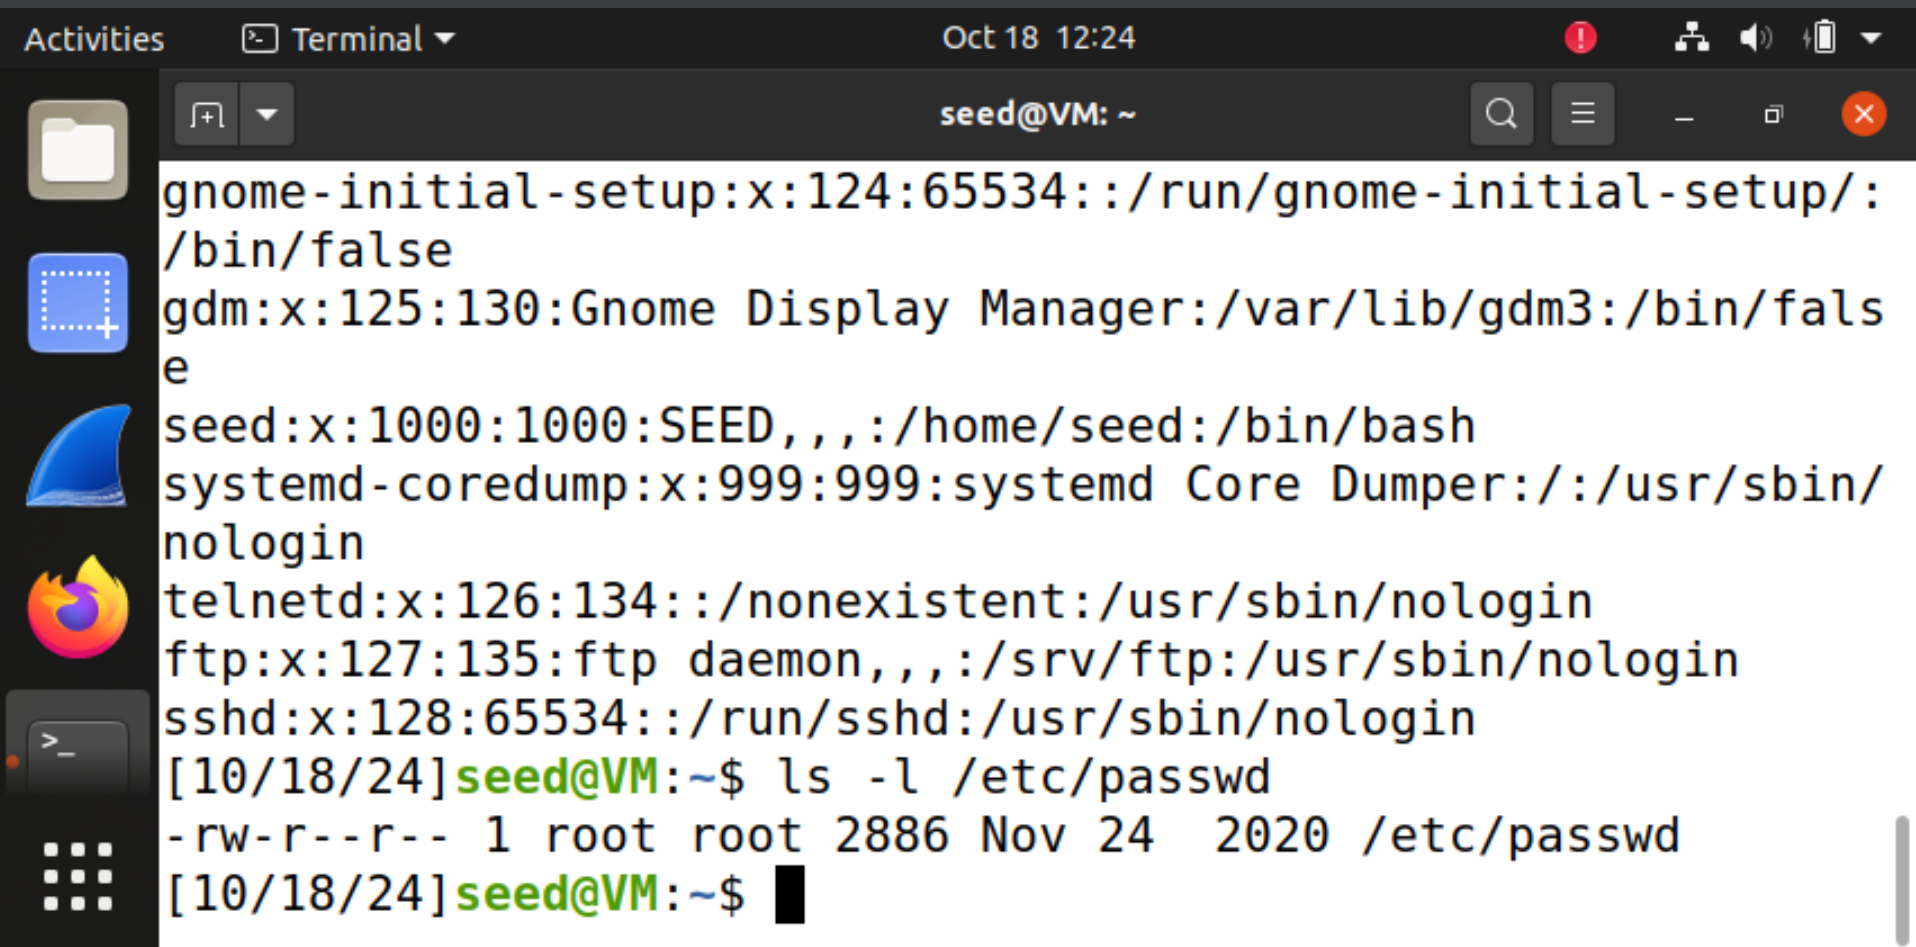 Activities
Terminal
Oct 18 12:24
seed@VM: ~
gnome-initial-setup:x:124:65534::/run/gnome-initial-setup/:
/bin/false
gdm:x:125:130:Gnome Display Manager:/var/lib/gdm3:/bin/fals
e
seed:x:1000:1000:SEED,,,:/home/seed:/bin/bash
systemd-coredump:x:999:999:systemd Core Dumper:/:/usr/sbin/
nologin
telnetd:x:126:134::/nonexistent:/usr/sbin/nologin
ftp:x:127:135:ftp daemon,,,:/srv/ftp:/usr/sbin/nologin
sshd:x:128:65534::/run/sshd:/usr/sbin/nologin
[10/18/24]seed@VM:~$ ls -l /etc/passwd
-rw-r--r-- 1 root root 2886 Nov 24  2020 /etc/passwd
[10/18/24]seed@VM:~$